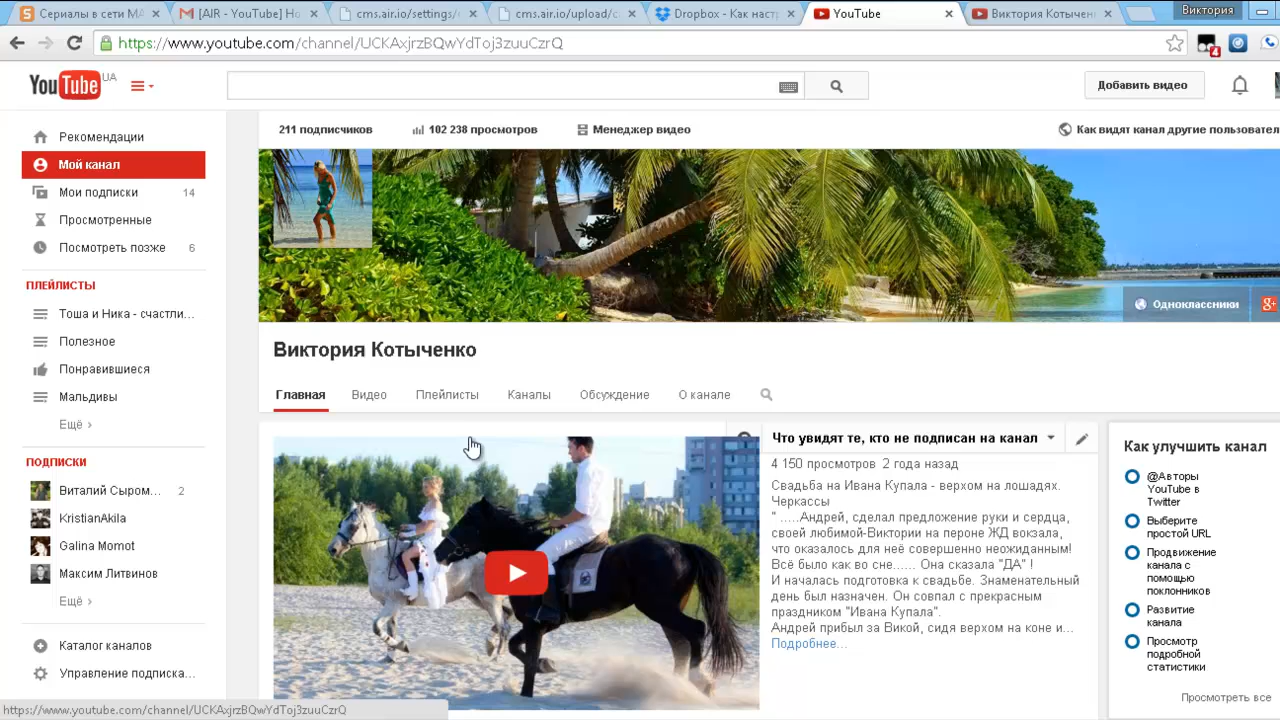 Сериалы в сети MA
[AIR - YouTube] Но
cms.air.io/settings/
cms.air.io/upload/c
Dropbox - Как наст
YouTube
Виктория Котычен
Виктория
https://www.youtube.com/channel/UCKAxjrzBQwYdToj3zuuCzrQ
4
YouTube UA
Добавить видео
211 подписчиков
102 238 просмотров
Менеджер видео
Как видят канал другие пользовател
Рекомендации
Мой канал
Мои подписки 14
Просмотренные
Посмотреть позже 6
ПЛЕЙЛИСТЫ
Тоша и Ника - счастли...
Полезное
Понравившиеся
Мальдивы
Ещё ›
ПОДПИСКИ
Виталий Сыром... 2
KristianAkila
Galina Momot
Максим Литвинов
Ещё ›
Каталог каналов
Управление подписка...
Одноклассники
g+
Виктория Котыченко
Главная
Видео
Плейлисты
Каналы
Обсуждение
О канале
Что увидят те, кто не подписан на канал
4 150 просмотров 2 года назад
Свадьба на Ивана Купала - верхом на лошадях.
Черкассы
" .....Андрей, сделал предложение руки и сердца,
своей любимой-Виктории на пероне ЖД вокзала,
что оказалось для неё совершенно неожиданным!
Всё было как во сне...... Она сказала "ДА" !
И началась подготовка к свадьбе. Знаменательный
день был назначен. Он совпал с прекрасным
праздником "Ивана Купала".
Андрей прибыл за Викой, сидя верхом на коне и...
Подробнее...
Как улучшить канал
@Авторы
YouTube в
Twitter
Выберите
простой URL
Продвижение
канала с
помощью
поклонников
Развитие
канала
Просмотр
подробной
статистики
Просмотреть все
https://www.youtube.com/channel/UCKAxjrzBQwYdToj3zuuCzrQ